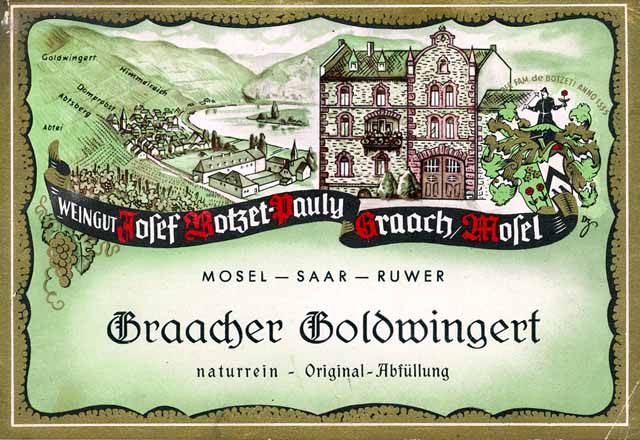 Goldwingert
Himmelreich
Domprobst
Abtsberg
Abtei
FAM. de BOTZETI ANNO 1555
WEINGUT Josef Botzet-Pauly Graach/Mosel
MOSEL — SAAR — RUWER
Graacher Goldwingert
naturrein - Original-Abfüllung